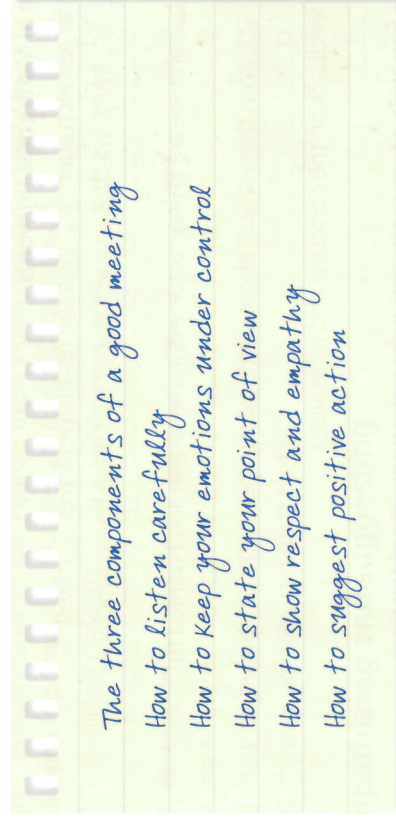 The three components of a good meeting
How to listen carefully
How to keep your emotions under control
How to state your point of view
How to show respect and empathy
How to suggest positive action